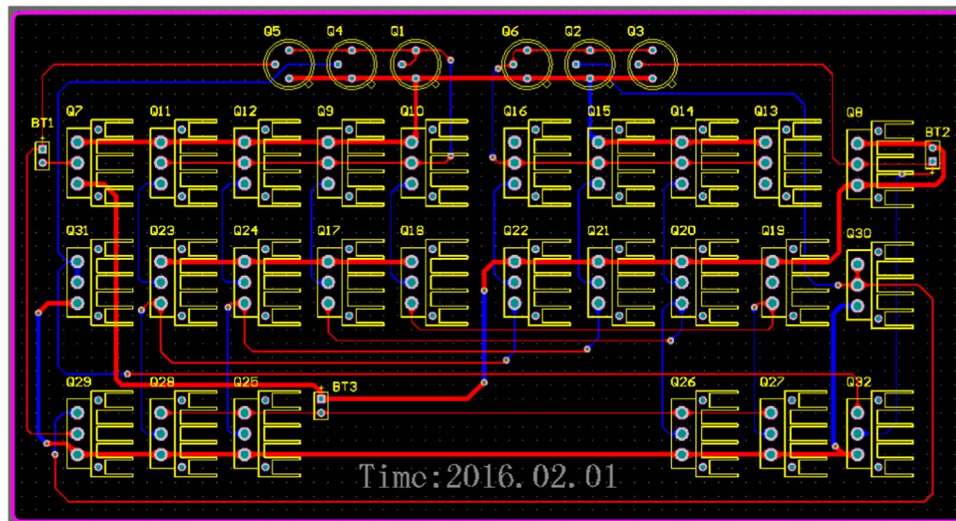 Q5 Q4 Q1 Q6 Q2 Q3
BT1 Q7 Q11 Q12 Q9 Q10 Q16 Q15 Q14 Q13 Q8 BT2
Q31 Q23 Q24 Q17 Q18 Q22 Q21 Q20 Q19 Q30
Q29 Q28 Q25 BT3 Q26 Q27 Q32
Time:2016.02.01